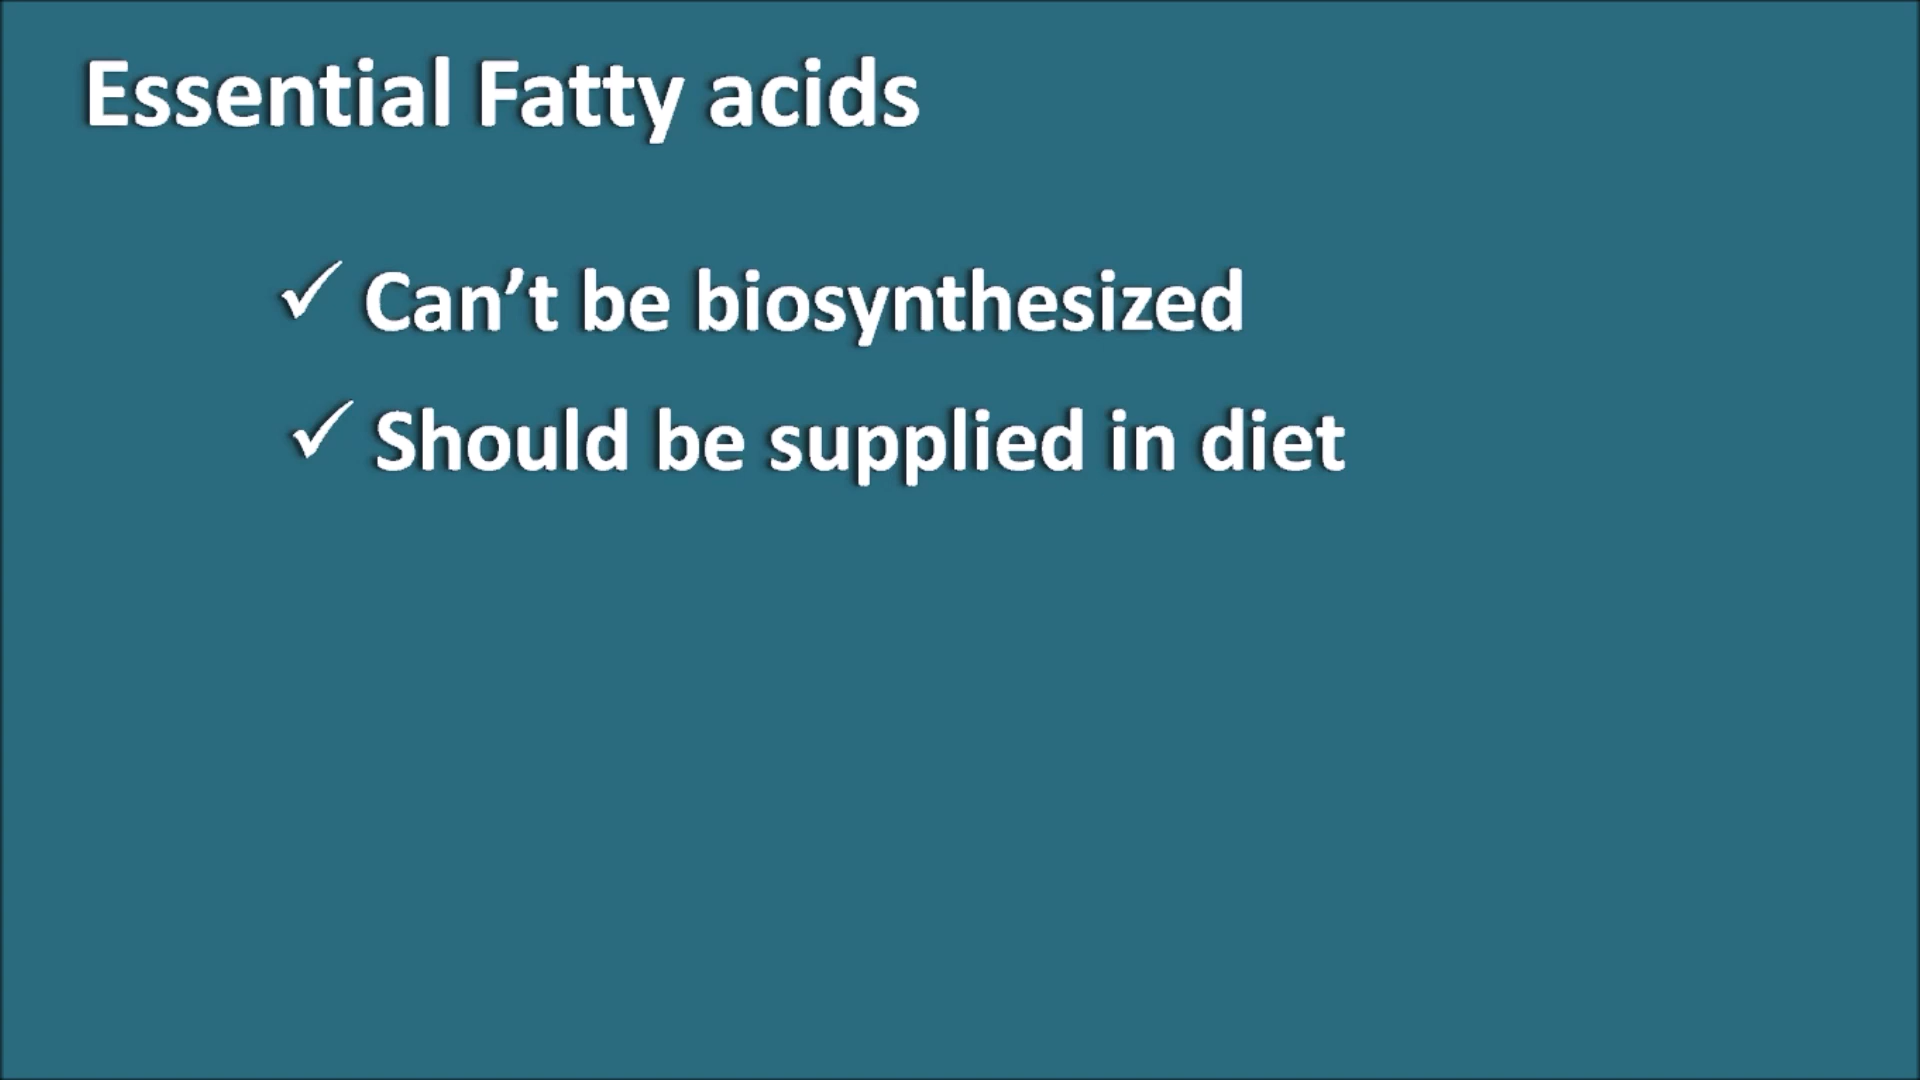 Essential Fatty acids
✓ Can’t be biosynthesized
✓ Should be supplied in diet